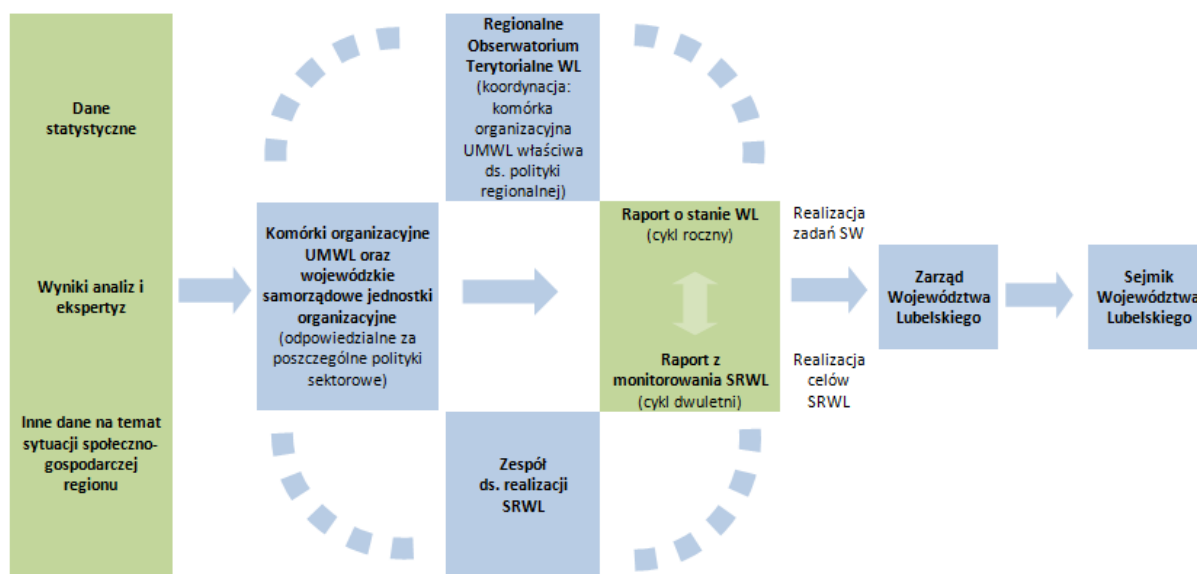 Dane
statystyczne
Wyniki analiz i
ekspertyz
Inne dane na temat
sytuacji społeczno-
gospodarczej
regionu
Komórki organizacyjne
UMWL oraz
wojewódzkie
samorządowe jednostki
organizacyjne
(odpowiedzialne za
poszczególne polityki
sektorowe)
Regionalne
Obserwatorium
Terytorialne WL
(koordynacja:
komórka
organizacyjna
UMWL właściwa
ds. polityki
regionalnej)
Zespół
ds. realizacji
SRWL
Raport o stanie WL
(cykl roczny)
Raport z
monitorowania SRWL
(cykl dwuletni)
Realizacja
zadań SW
Realizacja
celów
SRWL
Zarząd
Województwa
Lubelskiego
Sejmik
Województwa
Lubelskiego